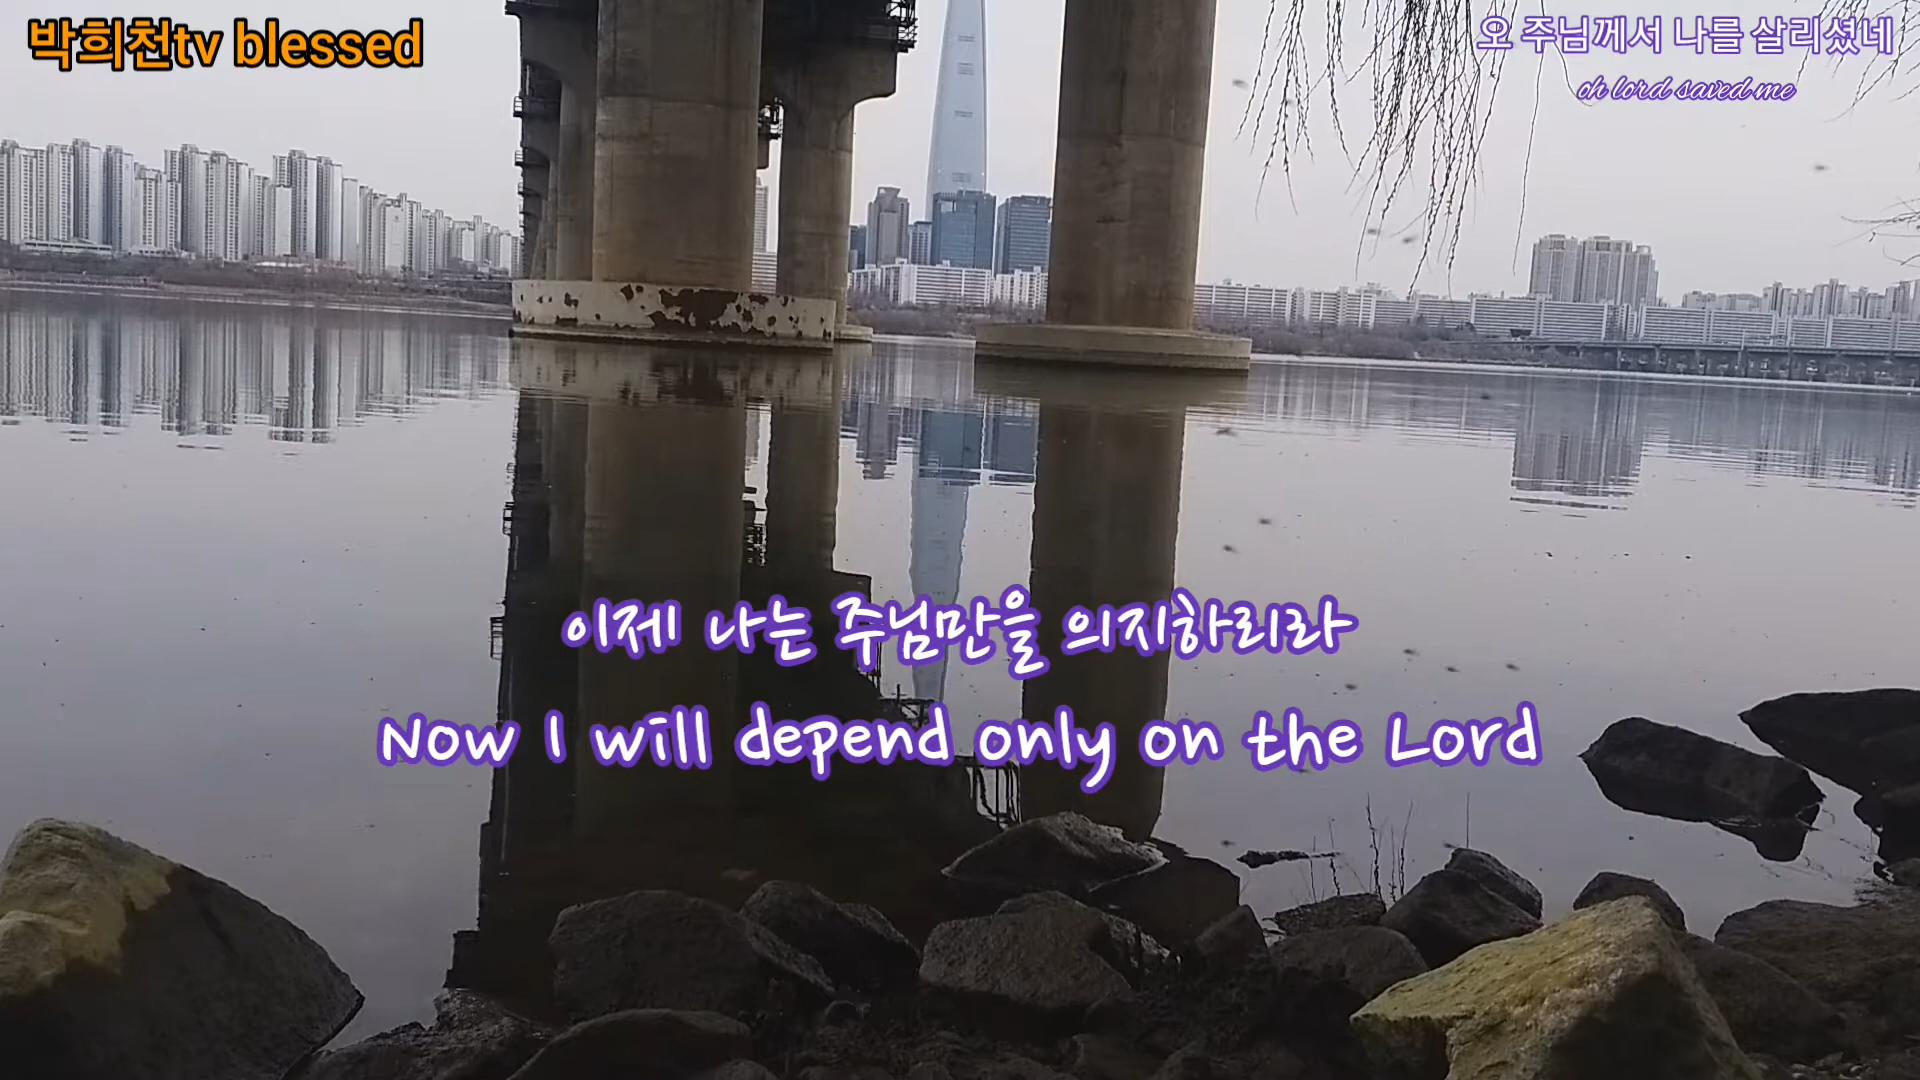 박희천tv blessed
오 주님께서 나를 살리셨네
oh lord saved me
이제 나는 주님만을 의지하리라
Now I will depend only on the Lord